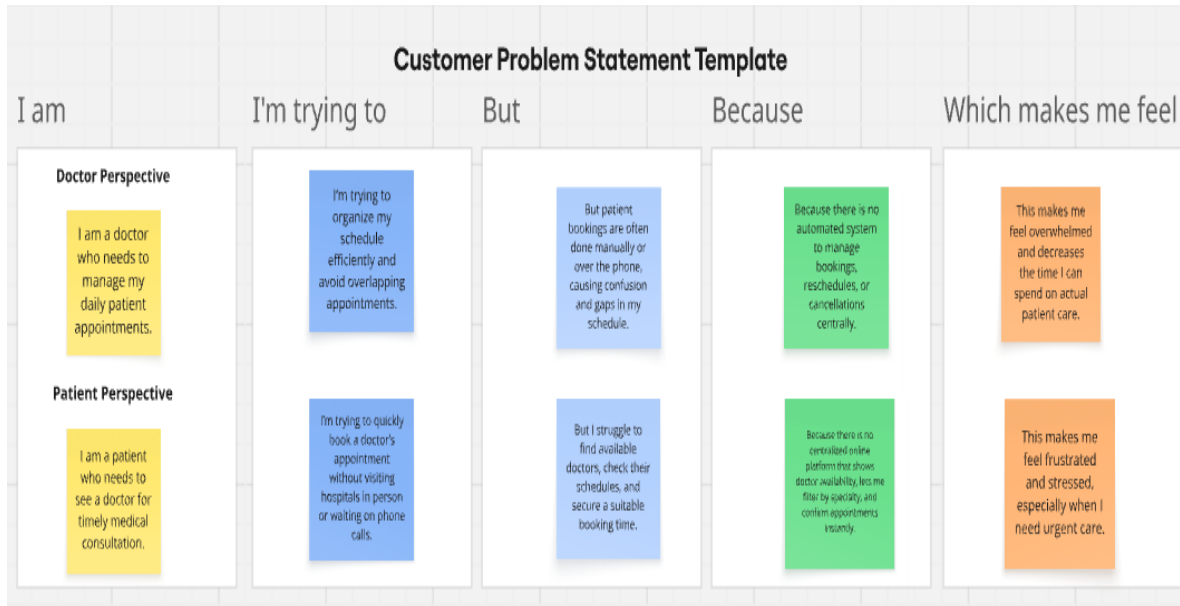 Customer Problem Statement Template
I am
I'm trying to
But
Because
Which makes me feel
Doctor Perspective
I am a doctor
who needs to
manage my
daily patient
appointments.
I'm trying to
organize my
schedule
efficiently and
avoid overlapping
appointments.
But patient
bookings are often
done manually or
over the phone,
causing confusion
and gaps in my
schedule.
Because there is no
automated system
to manage
bookings,
reschedules, or
cancellations
centrally.
This makes me
feel overwhelmed
and decreases
the time I can
spend on actual
patient care.
Patient Perspective
I am a patient
who needs to
see a doctor for
timely medical
consultation.
I'm trying to quickly
book a doctor's
appointment
without visiting
hospitals in person
or waiting on phone
calls.
But I struggle to
find available
doctors, check their
schedules, and
secure a suitable
booking time.
Because there is no
centralized online
platform that shows
doctor availability, lets me
filter by specialty, and
confirm appointments
instantly.
This makes me
feel frustrated
and stressed,
especially when I
need urgent care.